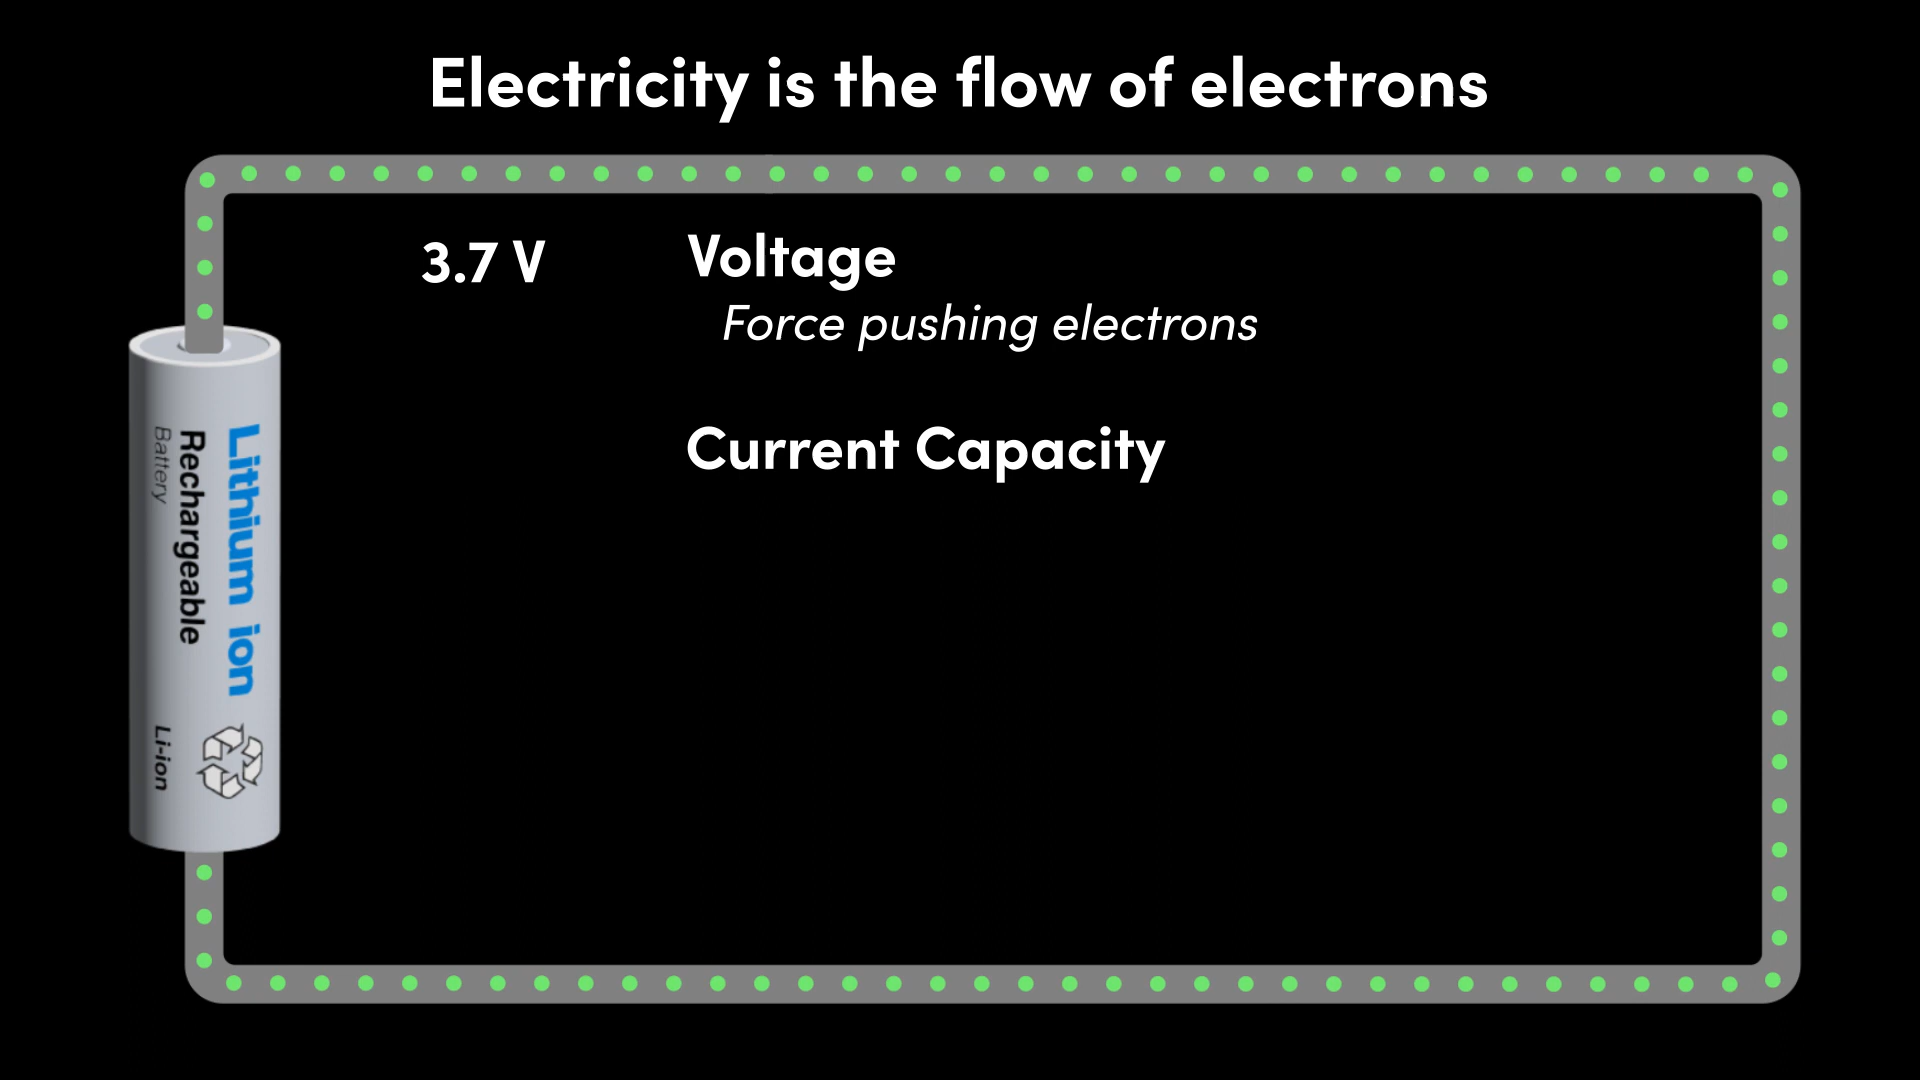 Electricity is the flow of electrons
3.7 V
Voltage
Force pushing electrons
Current Capacity
Lithium ion
Rechargeable
Battery
Li-ion